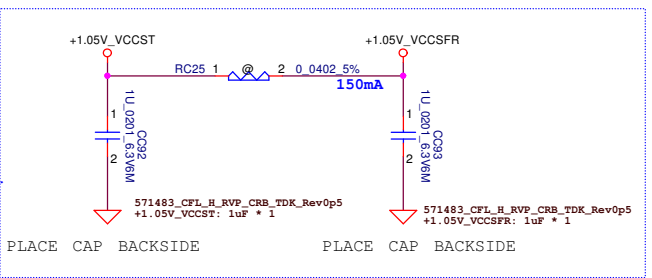 +1.05V_VCCST
+1.05V_VCCSFR
RC25 1 @ 2 0_0402_5%
150mA
1
1U_0201_6.3V6M
CC92
2
1
1U_0201_6.3V6M
CC93
2
571483_CFL_H_RVP_CRB_TDK_Rev0p5
+1.05V_VCCST: 1uF * 1
571483_CFL_H_RVP_CRB_TDK_Rev0p5
+1.05V_VCCSFR: 1uF * 1
PLACE CAP BACKSIDE
PLACE CAP BACKSIDE